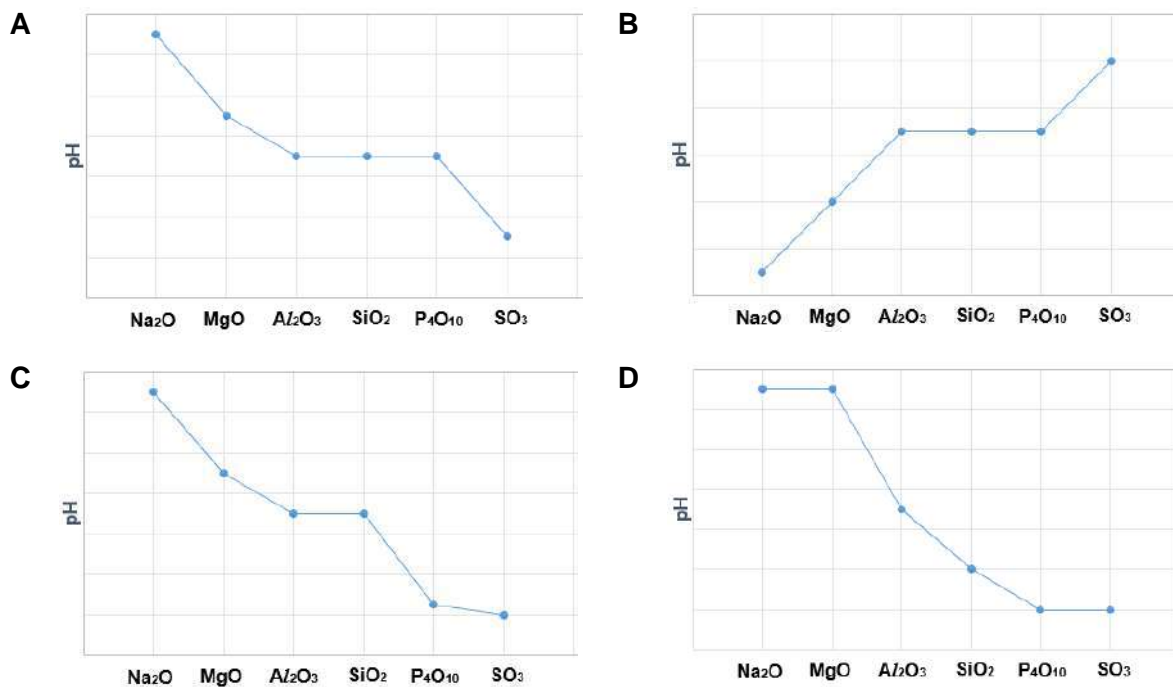 A
pH
Na₂O MgO Al₂O₃ SiO₂ P₄O₁₀ SO₃
B
pH
Na₂O MgO Al₂O₃ SiO₂ P₄O₁₀ SO₃
C
pH
Na₂O MgO Al₂O₃ SiO₂ P₄O₁₀ SO₃
D
pH
Na₂O MgO Al₂O₃ SiO₂ P₄O₁₀ SO₃